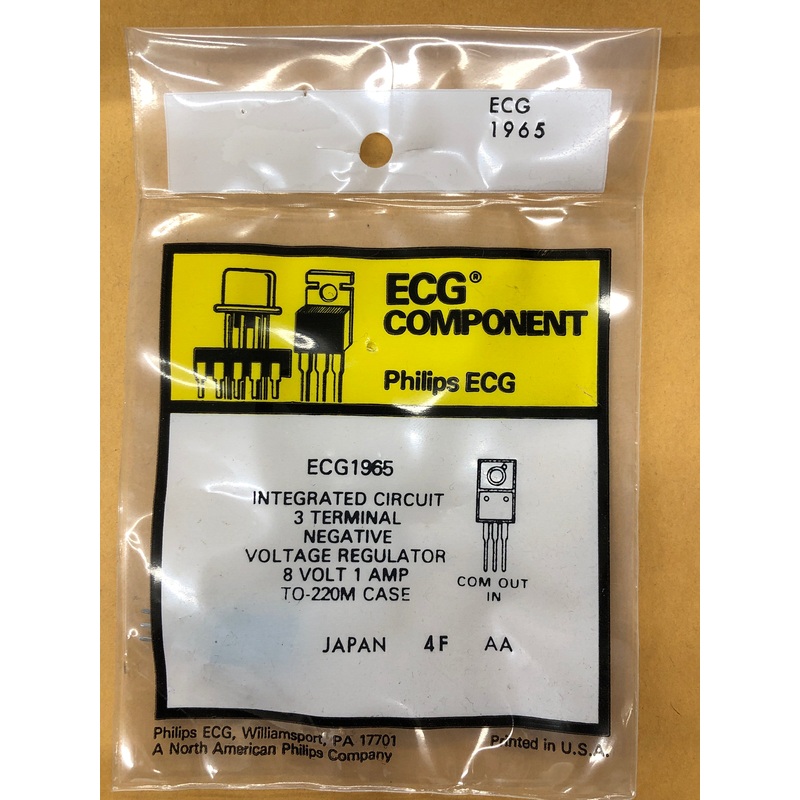 ECG
1965
ECG®
COMPONENT
Philips ECG
ECG1965
INTEGRATED CIRCUIT
3 TERMINAL
NEGATIVE
VOLTAGE REGULATOR
8 VOLT 1 AMP
TO-220M CASE
COM OUT
IN
JAPAN 4F AA
Philips ECG, Williamsport, PA 17701
A North American Philips Company
Printed in U.S.A.